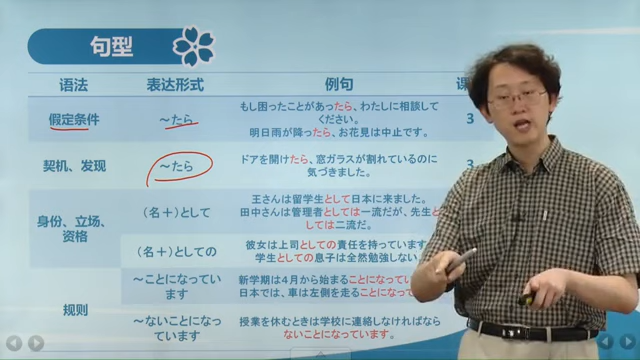 句型
语法 表达形式 例句 课
假定条件 ~たら もし困ったことがあったら、わたしに相談して
ください。
明日雨が降ったら、お花見は中止です。 3
契机、发现 ~たら ドアを開けたら、窓ガラスが割れているのに
気づきました。 3
身份、立场、
资格 (名+)として 王さんは留学生として日本に来ました。
田中さんは管理者としては一流だが、先生と
しては二流だ。
(名+)としての 彼女は上司としての責任を持っています
学生としての息子は全然勉強しない
规则 ~ことになってい
ます 新学期は4月から始まることになってい
日本では、車は左側を走ることになっ
~ないことになっ
ています 授業を休むときは学校に連絡しなければなら
ないことになっています。